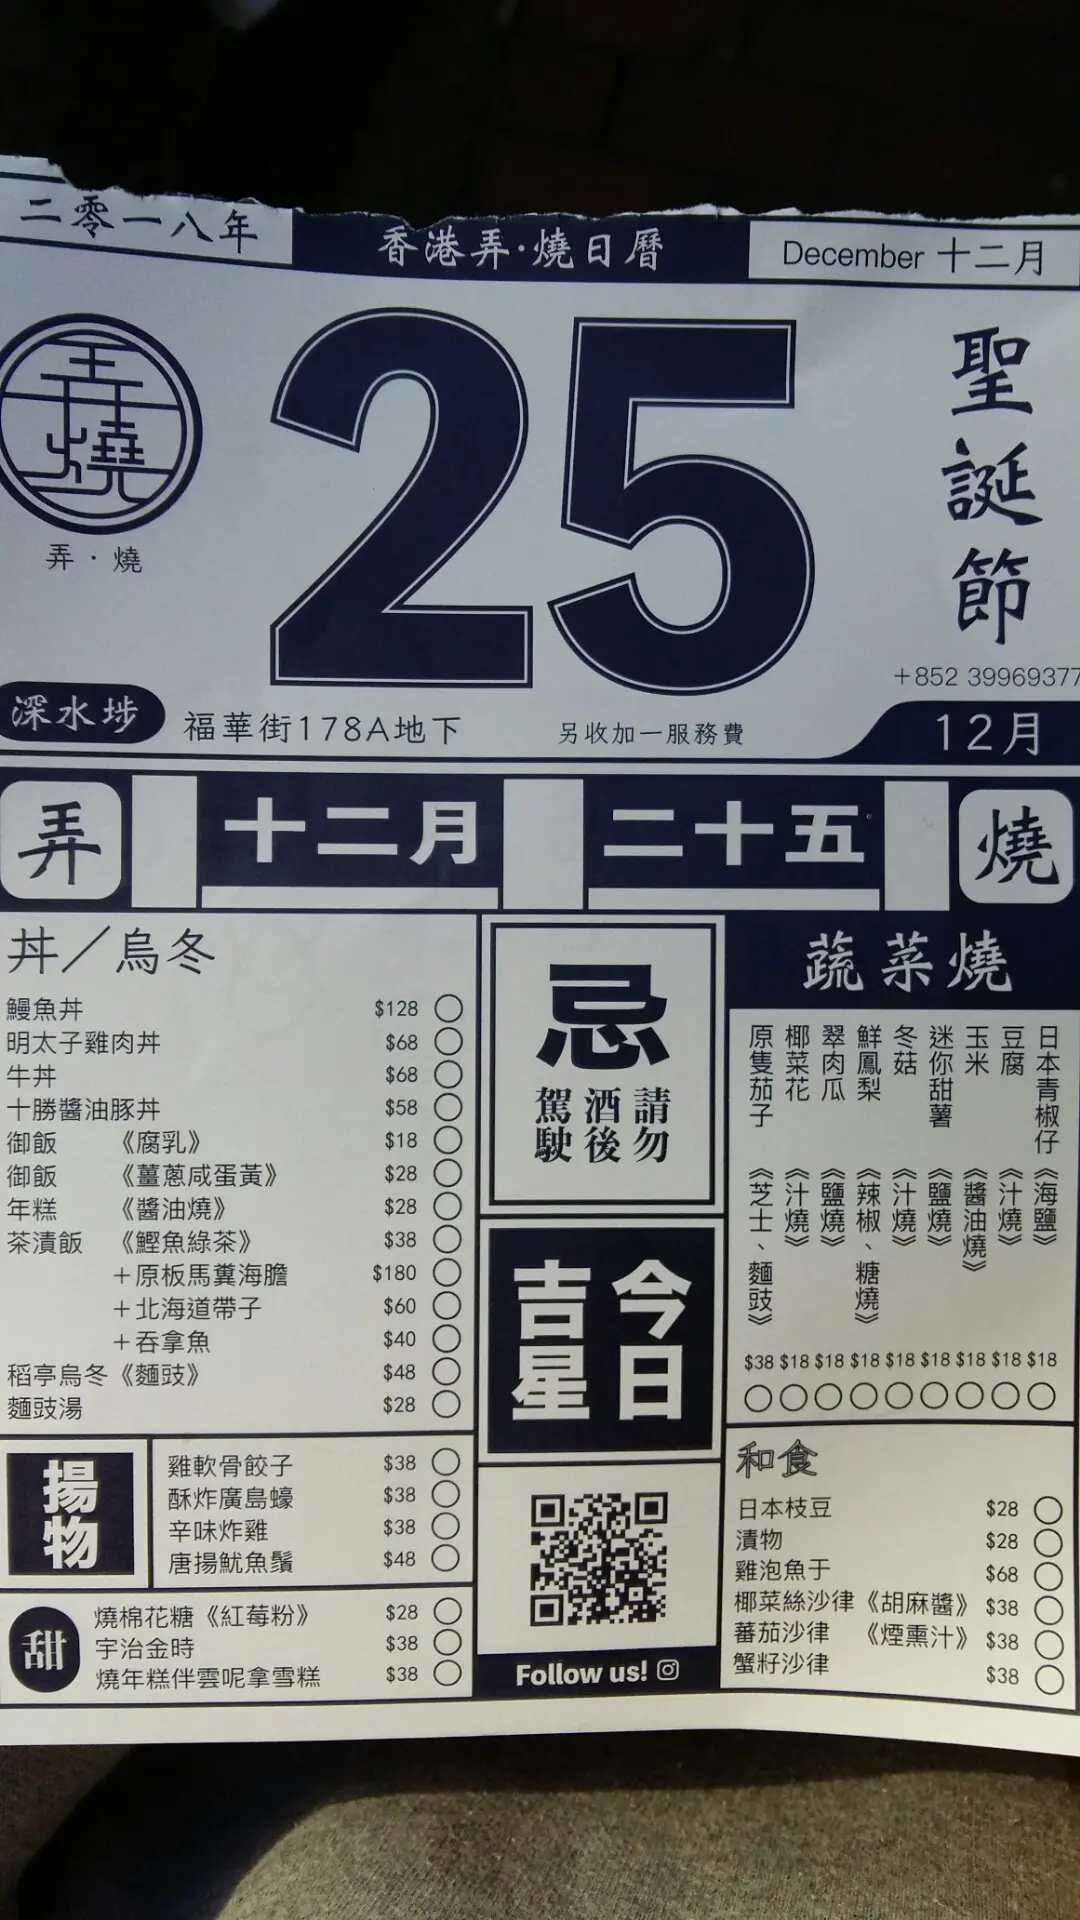 二零一八年
香港弄·燒日曆
December 十二月
弄燒
弄·燒
25
聖誕節
+852 39969377
深水埗
福華街178A地下
另收加一服務費
12月
弄
十二月
二十五
燒
丼／烏冬
鰻魚丼 $128
明太子雞肉丼 $68
牛丼 $68
十勝醬油豚丼 $58
御飯 《腐乳》 $18
御飯 《薑蔥咸蛋黃》 $28
年糕 《醬油燒》 $28
茶漬飯 《鰹魚綠茶》 $38
＋原板馬糞海膽 $180
＋北海道帶子 $60
＋吞拿魚 $40
稻亭烏冬《麵豉》 $48
麵豉湯 $28
揚物
雞軟骨餃子 $38
酥炸廣島蠔 $38
辛味炸雞 $38
唐揚魷魚鬚 $48
甜
燒棉花糖《紅莓粉》 $28
宇治金時 $38
燒年糕伴雲呢拿雪糕 $38
忌
請勿
酒後
駕駛
今日
吉星
Follow us!
蔬菜燒
日本青椒仔 《海鹽》 $18
豆腐 《汁燒》 $18
玉米 《醬油燒》 $18
迷你甜薯 《鹽燒》 $18
冬菇 《汁燒》 $18
鮮鳳梨 《辣椒、糖燒》 $18
翠肉瓜 《鹽燒》 $18
椰菜花 《汁燒》 $18
原隻茄子 《芝士、麵豉》 $38
和食
日本枝豆 $28
漬物 $28
雞泡魚干 $68
椰菜絲沙律《胡麻醬》 $38
蕃茄沙律 《煙熏汁》 $38
蟹籽沙律 $38